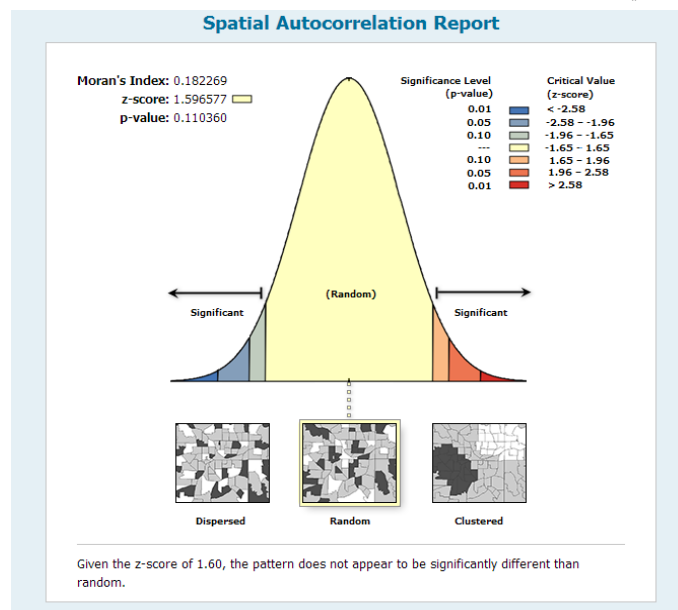 Spatial Autocorrelation Report
Moran's Index: 0.182269
z-score: 1.596577
p-value: 0.110360
Significance Level
(p-value)
Critical Value
(z-score)
0.01 < -2.58
0.05 -2.58 – -1.96
0.10 -1.96 – -1.65
--- -1.65 – 1.65
0.10 1.65 – 1.96
0.05 1.96 – 2.58
0.01 > 2.58
(Random)
Significant Significant
Dispersed Random Clustered
Given the z-score of 1.60, the pattern does not appear to be significantly different than
random.